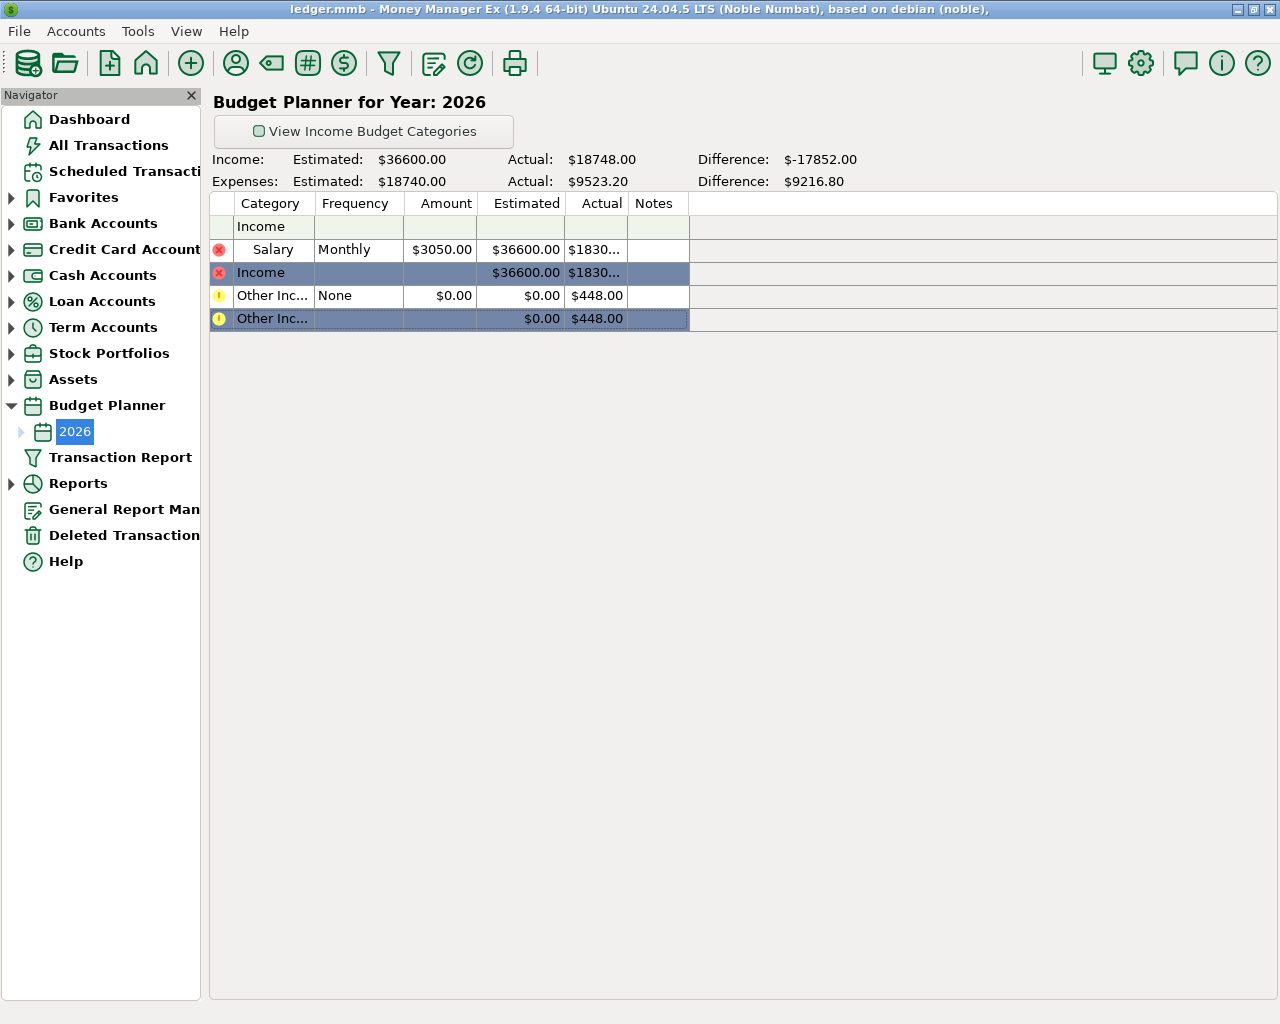 ledger.mmb - Money Manager Ex (1.9.4 64-bit) Ubuntu 24.04.5 LTS (Noble Numbat), based on debian (noble),
File Accounts Tools View Help
Navigator
Dashboard
All Transactions
Scheduled Transacti
Favorites
Bank Accounts
Credit Card Account
Cash Accounts
Loan Accounts
Term Accounts
Stock Portfolios
Assets
Budget Planner
2026
Transaction Report
Reports
General Report Man
Deleted Transaction
Help
Budget Planner for Year: 2026
View Income Budget Categories
Income: Estimated: $36600.00 Actual: $18748.00 Difference: $-17852.00
Expenses: Estimated: $18740.00 Actual: $9523.20 Difference: $9216.80
Category Frequency Amount Estimated Actual Notes
Income
Salary Monthly $3050.00 $36600.00 $1830...
Income $36600.00 $1830...
Other Inc... None $0.00 $0.00 $448.00
Other Inc... $0.00 $448.00